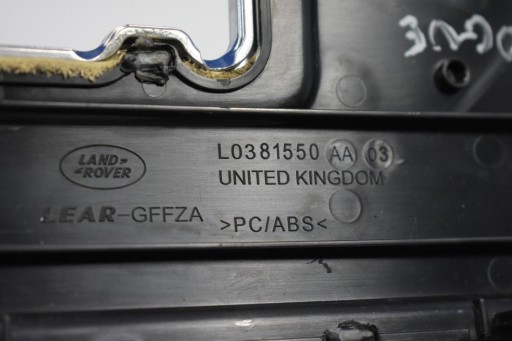 LAND
ROVER
L0381550 AA 03
UNITED KINGDOM
LEAR-GFFZA
>PC/ABS<